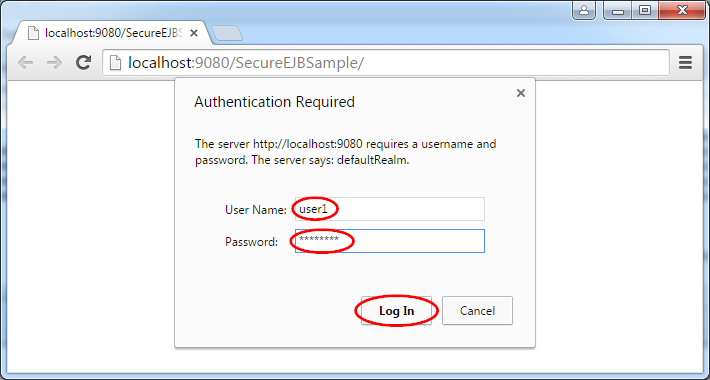 localhost:9080/SecureEJBS
localhost:9080/SecureEJBSample/
Authentication Required
The server http://localhost:9080 requires a username and
password. The server says: defaultRealm.
User Name: user1
Password: ********
Log In Cancel